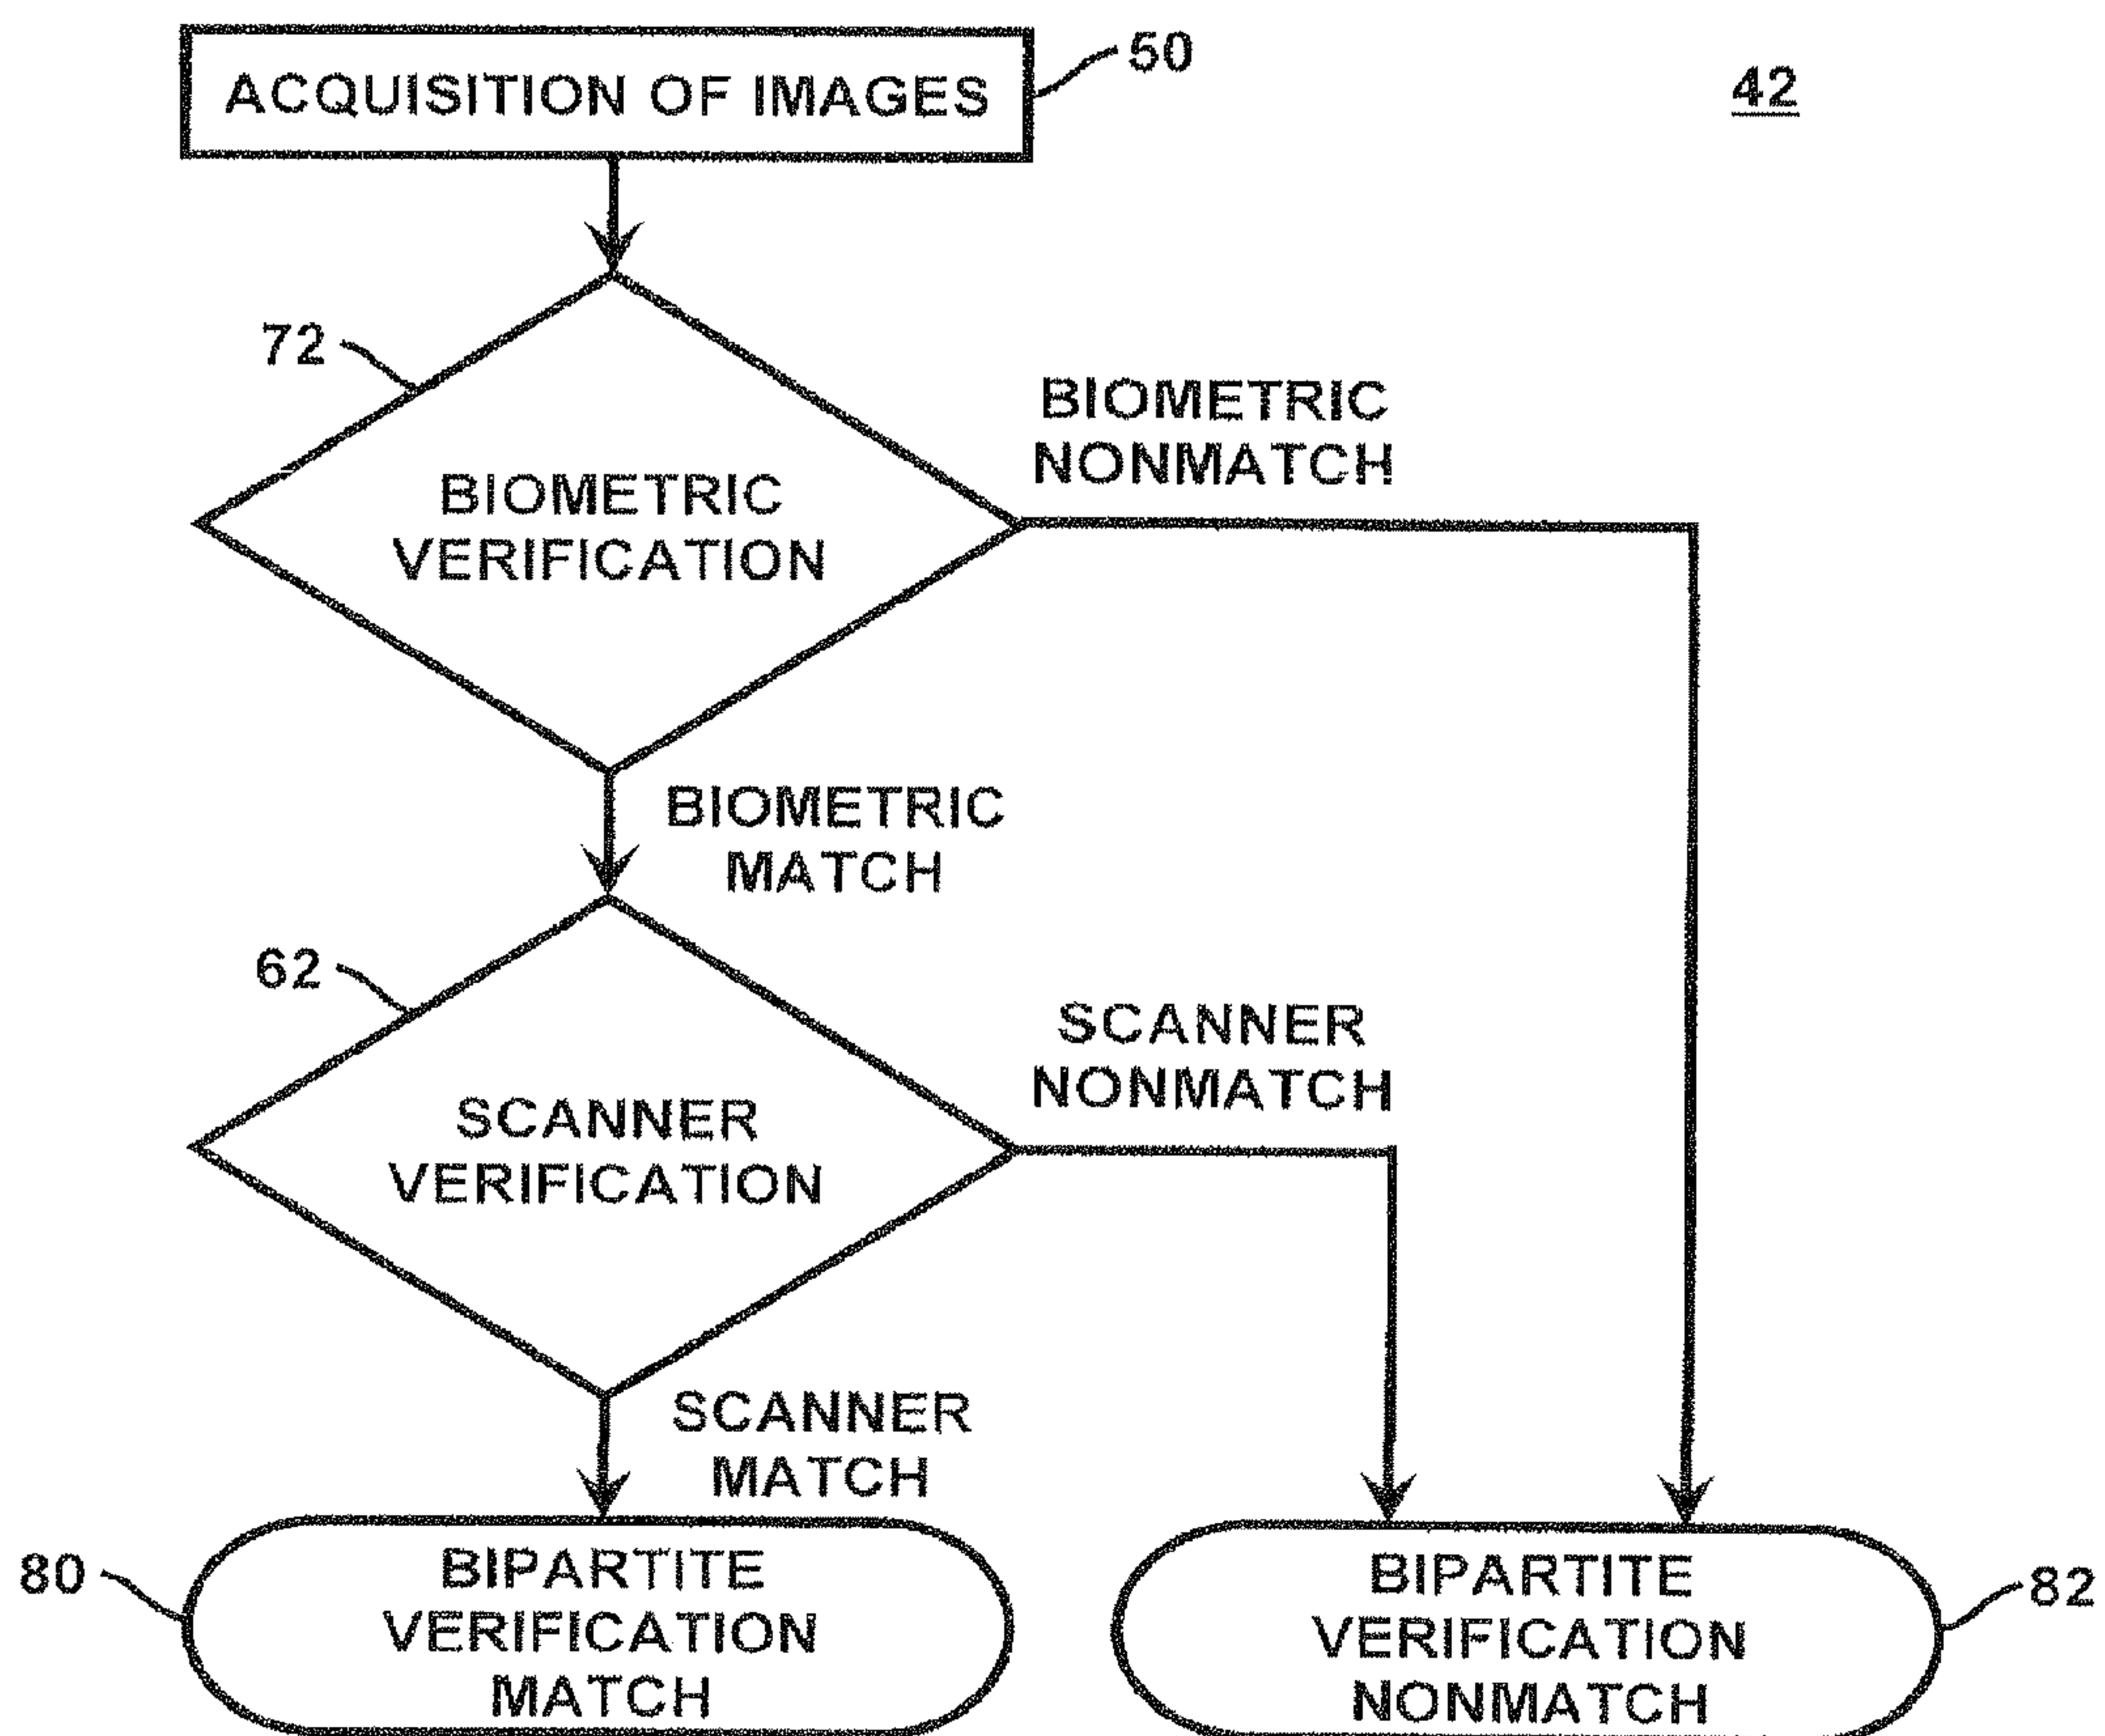 ACQUISITION OF IMAGES
50
42
72
BIOMETRIC
VERIFICATION
BIOMETRIC
NONMATCH
BIOMETRIC
MATCH
62
SCANNER
VERIFICATION
SCANNER
NONMATCH
SCANNER
MATCH
80
BIPARTITE
VERIFICATION
MATCH
BIPARTITE
VERIFICATION
NONMATCH
82